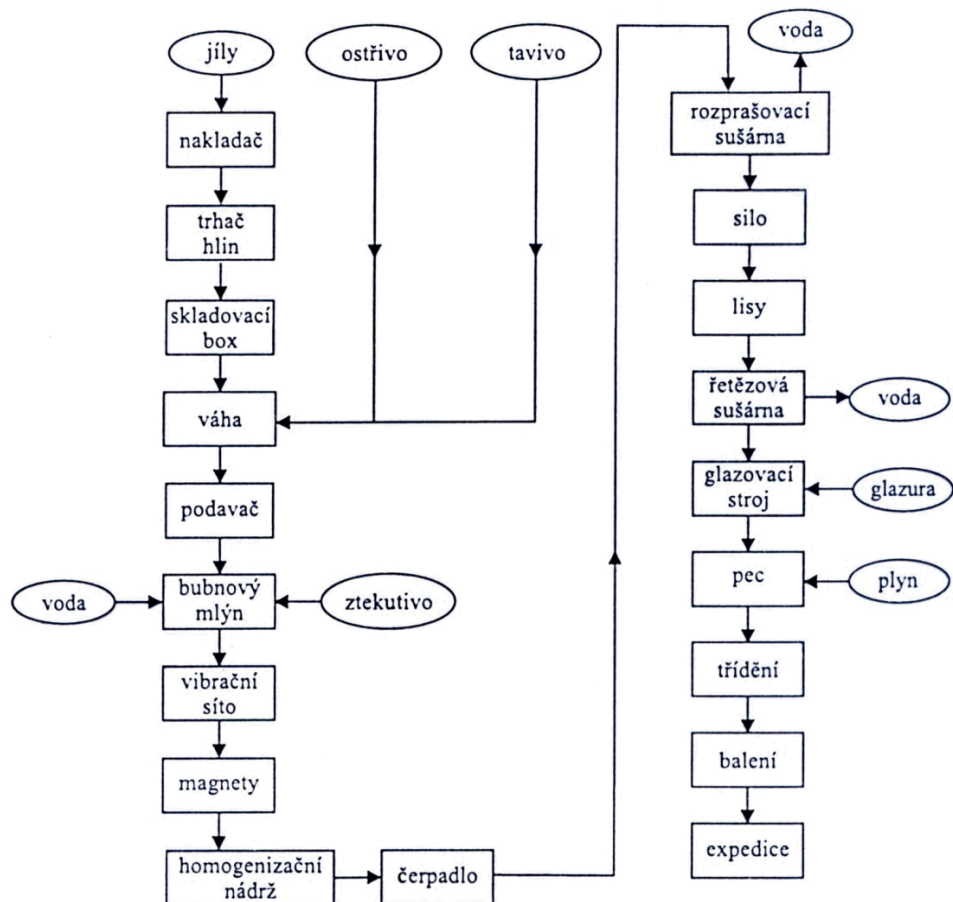 jíly
ostřivo
tavivo
nakladač
trhač
hlin
skladovací
box
váha
podavač
voda
bubnový
mlýn
ztekutivo
vibrační
síto
magnety
homogenizační
nádrž
čerpadlo
voda
rozprašovací
sušárna
silo
lisy
řetězová
sušárna
voda
glazovací
stroj
glazura
pec
plyn
třídění
balení
expedice